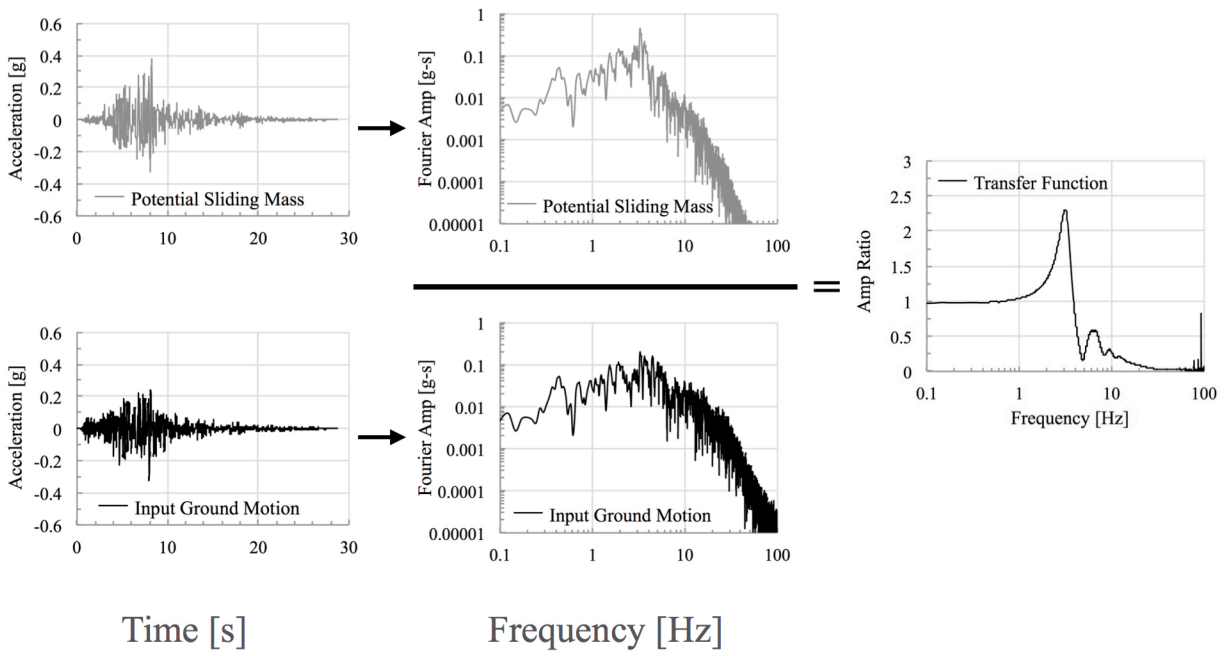 Acceleration [g]
0.6
0.4
0.2
0
-0.2
-0.4
-0.6
Potential Sliding Mass
0 10 20 30
Fourier Amp [g-s]
1
0.1
0.01
0.001
0.0001
0.00001
Potential Sliding Mass
0.1 1 10 100
=
Amp Ratio
3
2.5
2
1.5
1
0.5
0
Transfer Function
0.1 1 10 100
Frequency [Hz]
Acceleration [g]
0.6
0.4
0.2
0
-0.2
-0.4
-0.6
Input Ground Motion
0 10 20 30
Fourier Amp [g-s]
1
0.1
0.01
0.001
0.0001
0.00001
Input Ground Motion
0.1 1 10 100
Time [s] Frequency [Hz]